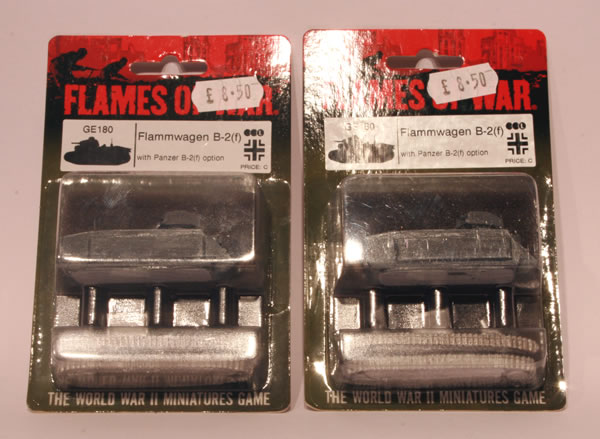 FLAMES OF WAR.
£ 8.50
GE180
Flammwagen B-2(f)
with Panzer B-2(f) option
PRICE: C
THE WORLD WAR II MINIATURES GAME
FLAMES OF WAR.
£ 8.50
GE180
Flammwagen B-2(f)
with Panzer B-2(f) option
PRICE: C
THE WORLD WAR II MINIATURES GAME